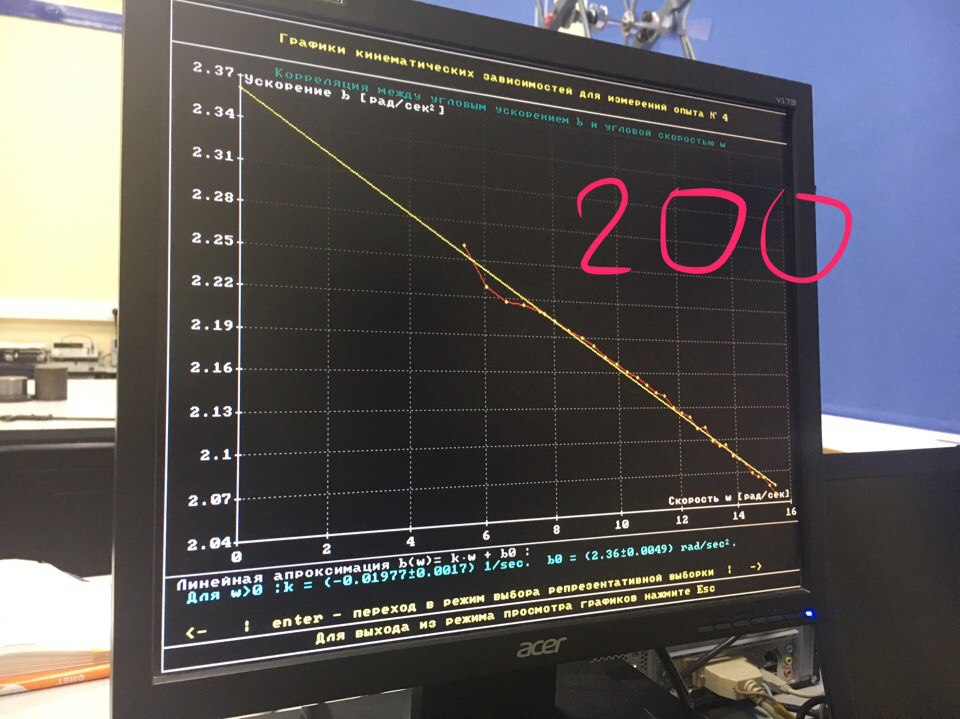 Графики кинематических зависимостей для измерений опыта № 4
Корреляция между угловым ускорением b и угловой скоростью w
Ускорение b [рад/сек²]
V173
2.37
2.34
2.31
2.28
2.25
2.22
2.19
2.16
2.13
2.1
2.07
2.04
200
Скорость w [рад/сек]
0 2 4 6 8 10 12 14 16
Линейная апроксимация b(w)= k·w + b0 :
Для w>0 :k = (-0.01977±0.0017) 1/sec. b0 = (2.36±0.0049) rad/sec².
<- ¦ enter - переход в режим выбора репрезентативной выборки ¦ ->
Для выхода из режима просмотра графиков нажмите Esc
acer